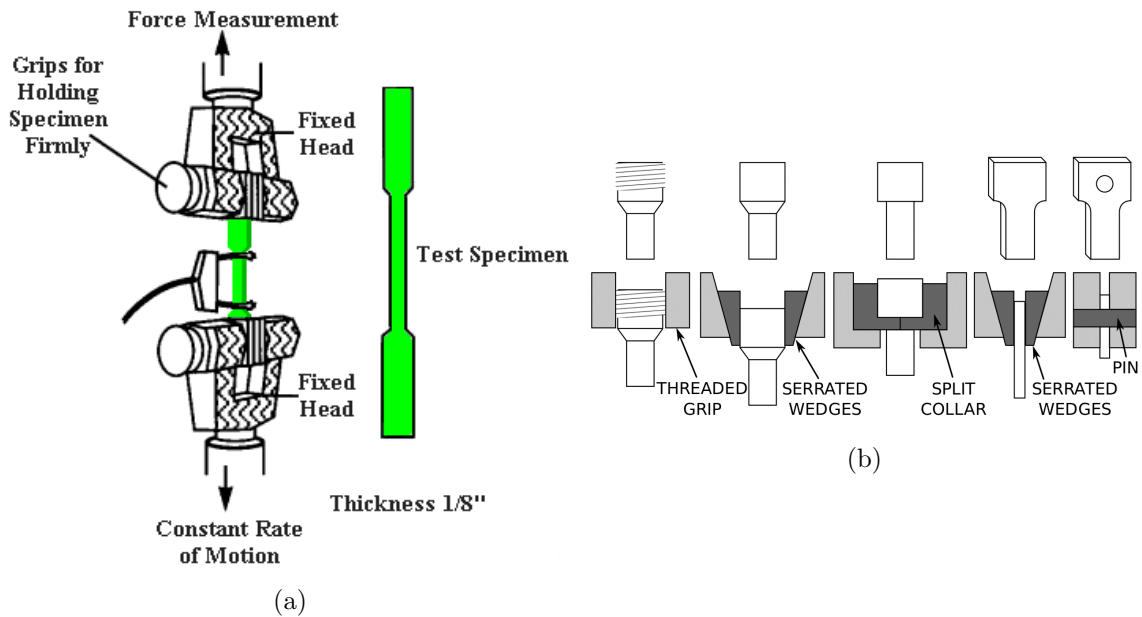 Force Measurement
Grips for
Holding
Specimen
Firmly
Fixed
Head
Test Specimen
Fixed
Head
Thickness 1/8"
Constant Rate
of Motion
(a)
THREADED
GRIP
SERRATED
WEDGES
SPLIT
COLLAR
SERRATED
WEDGES
PIN
(b)